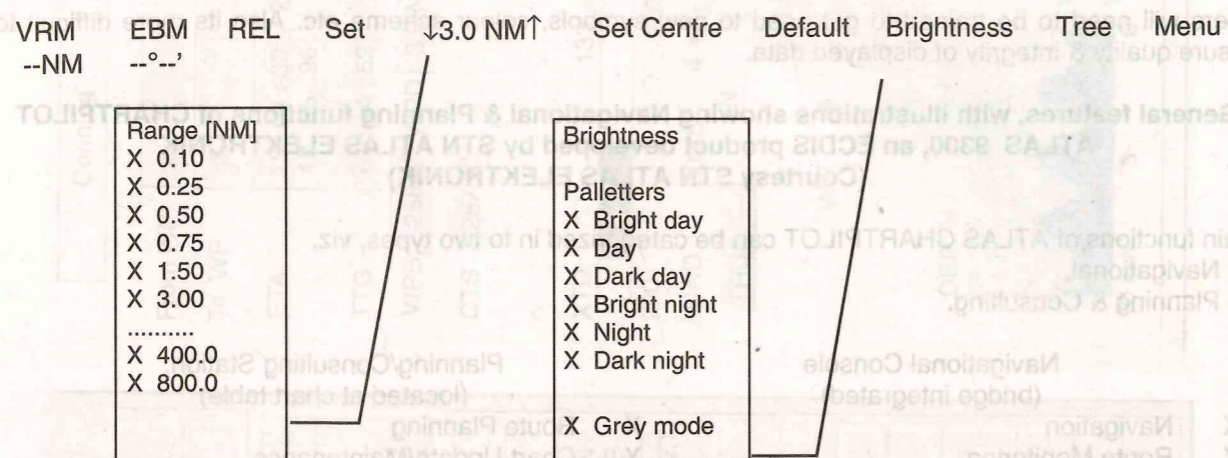 VRM EBM REL Set ↓3.0 NM↑ Set Centre Default Brightness Tree Menu
--NM --°--’
Range [NM]
X 0.10
X 0.25
X 0.50
X 0.75
X 1.50
X 3.00
...........
X 400.0
X 800.0
Brightness
Palletters
X Bright day
X Day
X Dark day
X Bright night
X Night
X Dark night
X Grey mode